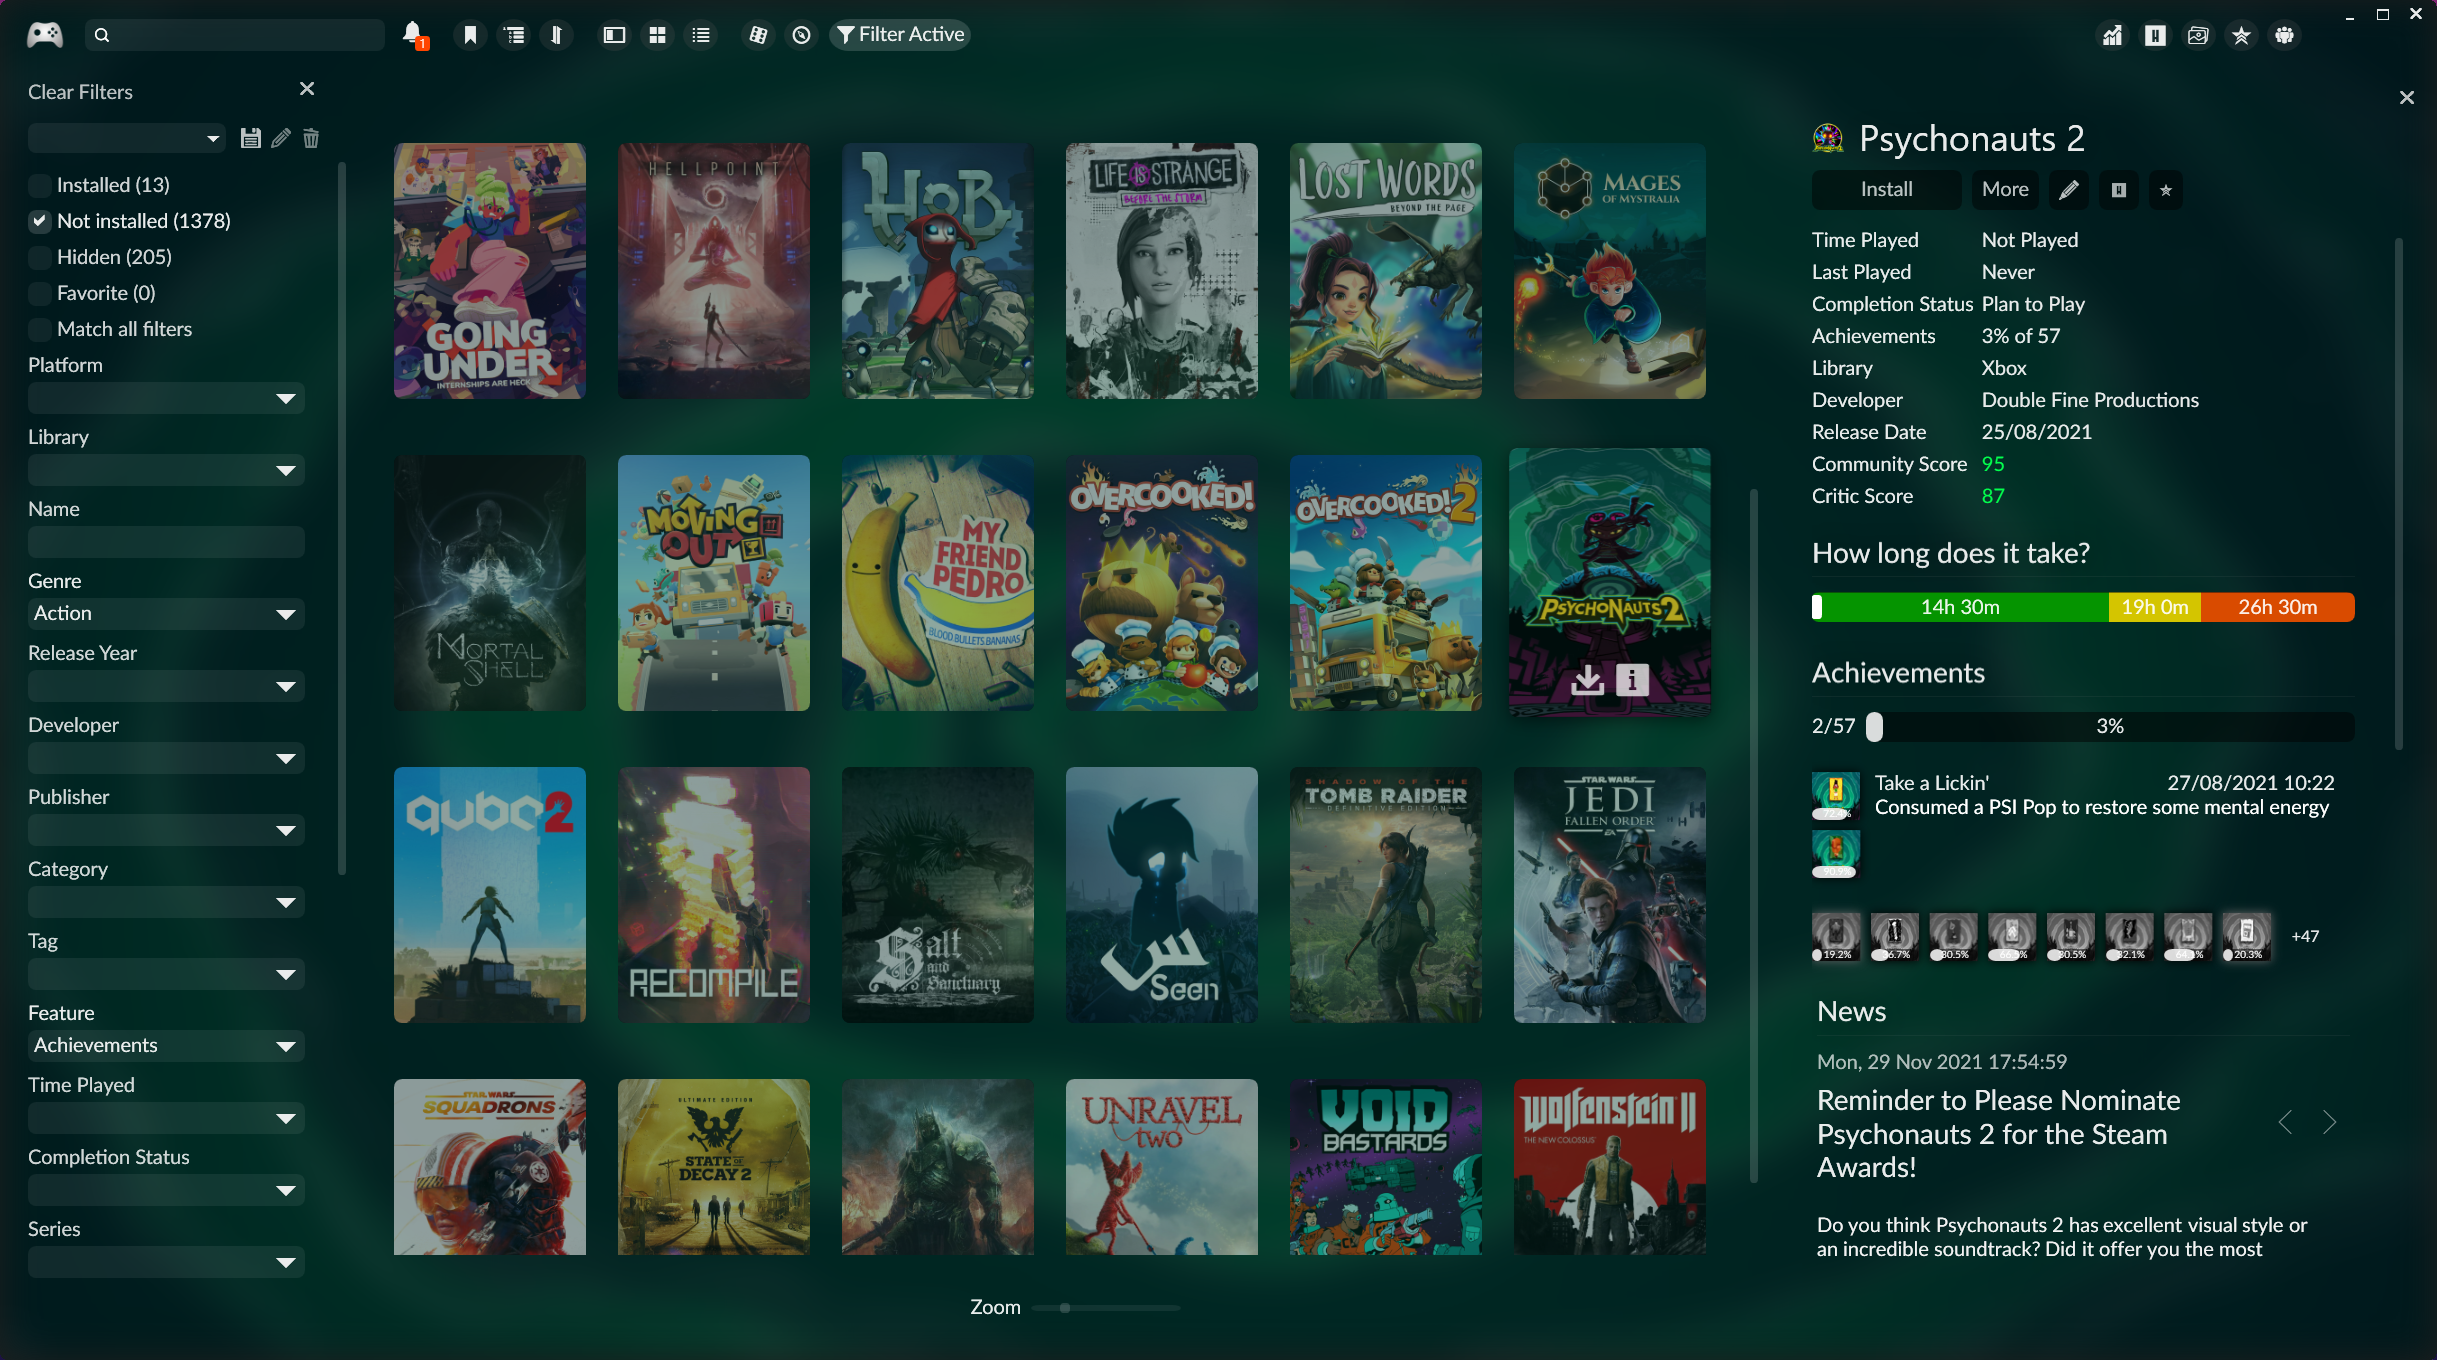 1
Filter Active
Clear Filters
Installed (13)
Not installed (1378)
Hidden (205)
Favorite (0)
Match all filters
Platform
Library
Name
Genre
Action
Release Year
Developer
Publisher
Category
Tag
Feature
Achievements
Time Played
Completion Status
Series
GOING
UNDER
INTERNSHIPS ARE HECK
HELLPOINT
HOB
LIFE IS STRANGE
BEFORE THE STORM
LOST WORDS
BEYOND THE PAGE
MAGES
OF MYSTRALIA
MORTAL
SHELL
MOVING
OUT
MY
FRIEND
PEDRO
BLOOD BULLETS BANANAS
OVERCOOKED!
OVERCOOKED! 2
PSYCHONAUTS 2
QUBE 2
RECOMPILE
Salt
and
Sanctuary
س
Seen
SHADOW OF THE
TOMB RAIDER
DEFINITIVE EDITION
STAR WARS
JEDI
FALLEN ORDER
EA
STAR WARS
SQUADRONS
ULTIMATE EDITION
STATE OF
DECAY 2
UNRAVEL
TWO
VOID
BASTARDS
Wolfenstein II
THE NEW COLOSSUS
Zoom
Psychonauts 2
Install
More
Time Played Not Played
Last Played Never
Completion Status Plan to Play
Achievements 3% of 57
Library Xbox
Developer Double Fine Productions
Release Date 25/08/2021
Community Score 95
Critic Score 87
How long does it take?
14h 30m 19h 0m 26h 30m
Achievements
2/57 3%
Take a Lickin' 27/08/2021 10:22
Consumed a PSI Pop to restore some mental energy
72.4%
90.9%
19.2% 36.7% 30.5% 66.5% 30.5% 32.1% 64.1% 20.3% +47
News
Mon, 29 Nov 2021 17:54:59
Reminder to Please Nominate
Psychonauts 2 for the Steam
Awards!
Do you think Psychonauts 2 has excellent visual style or
an incredible soundtrack? Did it offer you the most